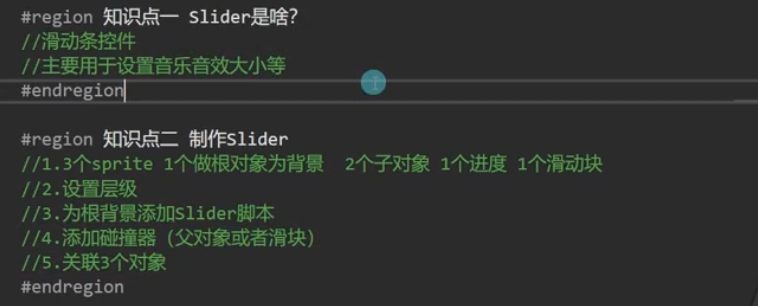 #region 知识点一 Slider是啥?
//滑动条控件
//主要用于设置音乐音效大小等
#endregion
#region 知识点二 制作Slider
//1.3个sprite 1个做根对象为背景 2个子对象 1个进度 1个滑动块
//2.设置层级
//3.为根背景添加Slider脚本
//4.添加碰撞器（父对象或者滑块）
//5.关联3个对象
#endregion